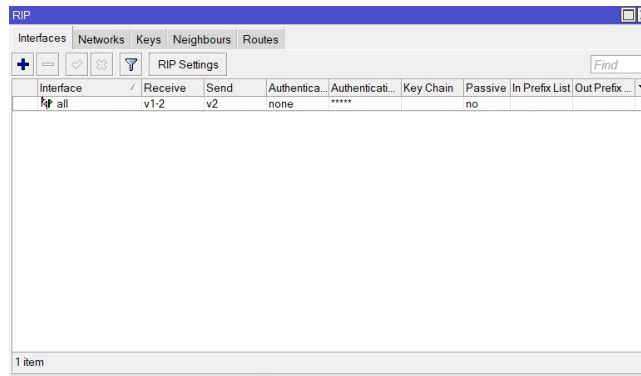 RIP
Interfaces Networks Keys Neighbours Routes
RIP Settings Find
Interface Receive Send Authentica... Authenticati... Key Chain Passive In Prefix List Out Prefix ...
all v1-2 v2 none ***** no
1 item